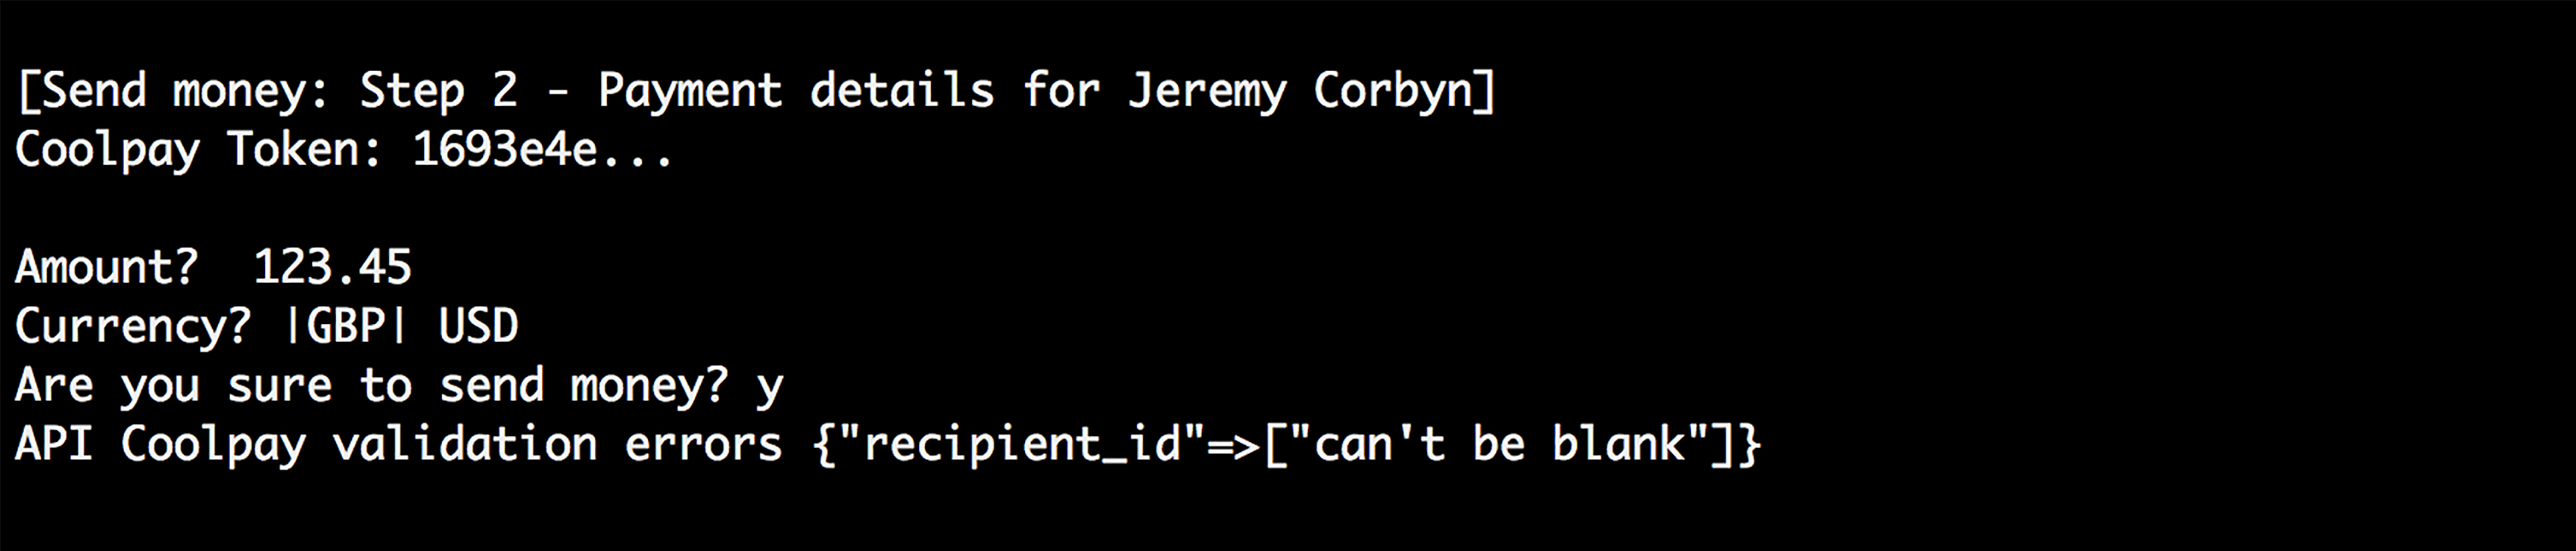 [Send money: Step 2 - Payment details for Jeremy Corbyn]
Coolpay Token: 1693e4e...
Amount?  123.45
Currency? |GBP| USD
Are you sure to send money? y
API Coolpay validation errors {"recipient_id"=>["can't be blank"]}